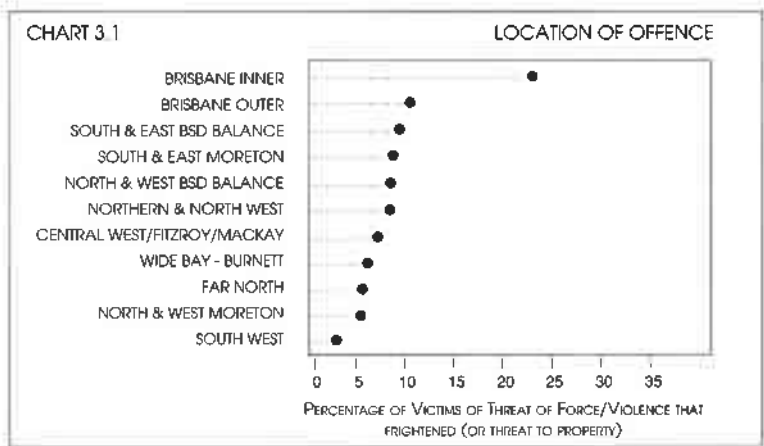 CHART 3.1
LOCATION OF OFFENCE
BRISBANE INNER
BRISBANE OUTER
SOUTH & EAST BSD BALANCE
SOUTH & EAST MORETON
NORTH & WEST BSD BALANCE
NORTHERN & NORTH WEST
CENTRAL WEST/FITZROY/MACKAY
WIDE BAY - BURNETT
FAR NORTH
NORTH & WEST MORETON
SOUTH WEST
0 5 10 15 20 25 30 35
PERCENTAGE OF VICTIMS OF THREAT OF FORCE/VIOLENCE THAT
FRIGHTENED (OR THREAT TO PROPERTY)